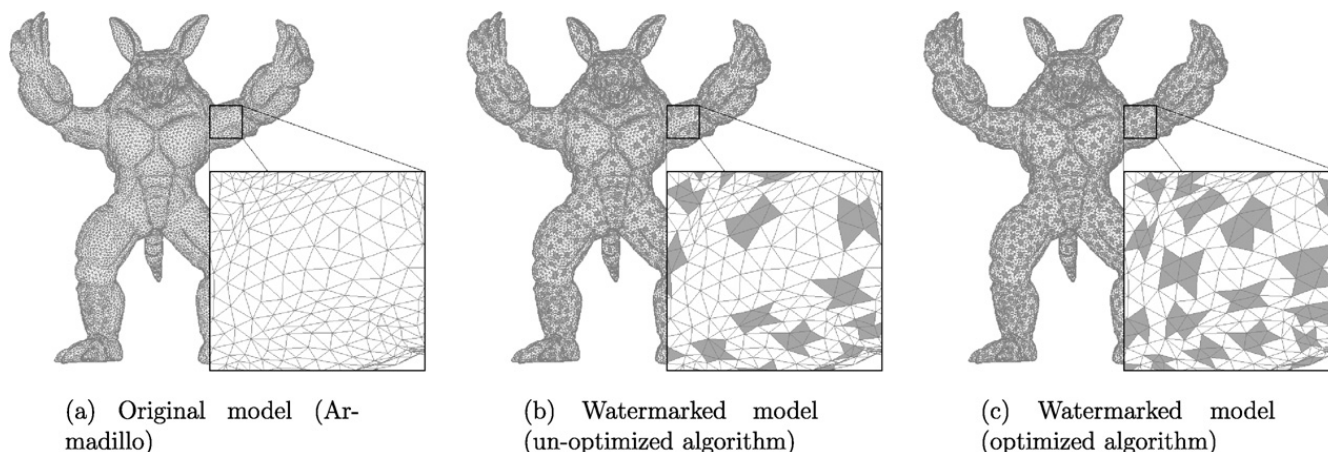 (a) Original model (Ar-
madillo)
(b) Watermarked model
(un-optimized algorithm)
(c) Watermarked model
(optimized algorithm)